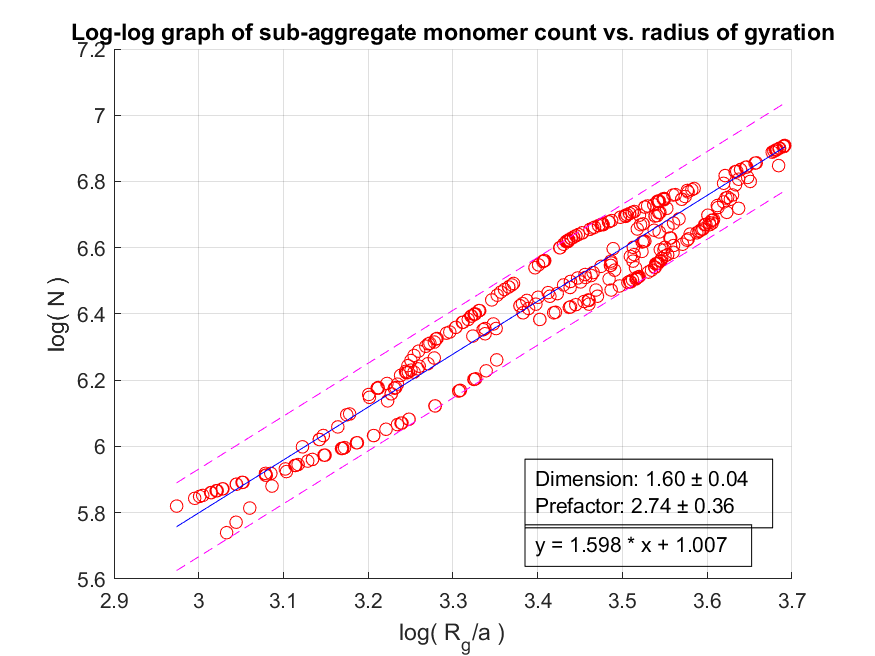 Log-log graph of sub-aggregate monomer count vs. radius of gyration
7.2
7
6.8
6.6
6.4
6.2
6
5.8
5.6
log( N )
Dimension: 1.60 ± 0.04
Prefactor: 2.74 ± 0.36
y = 1.598 * x + 1.007
2.9 3 3.1 3.2 3.3 3.4 3.5 3.6 3.7
log( R_g/a )